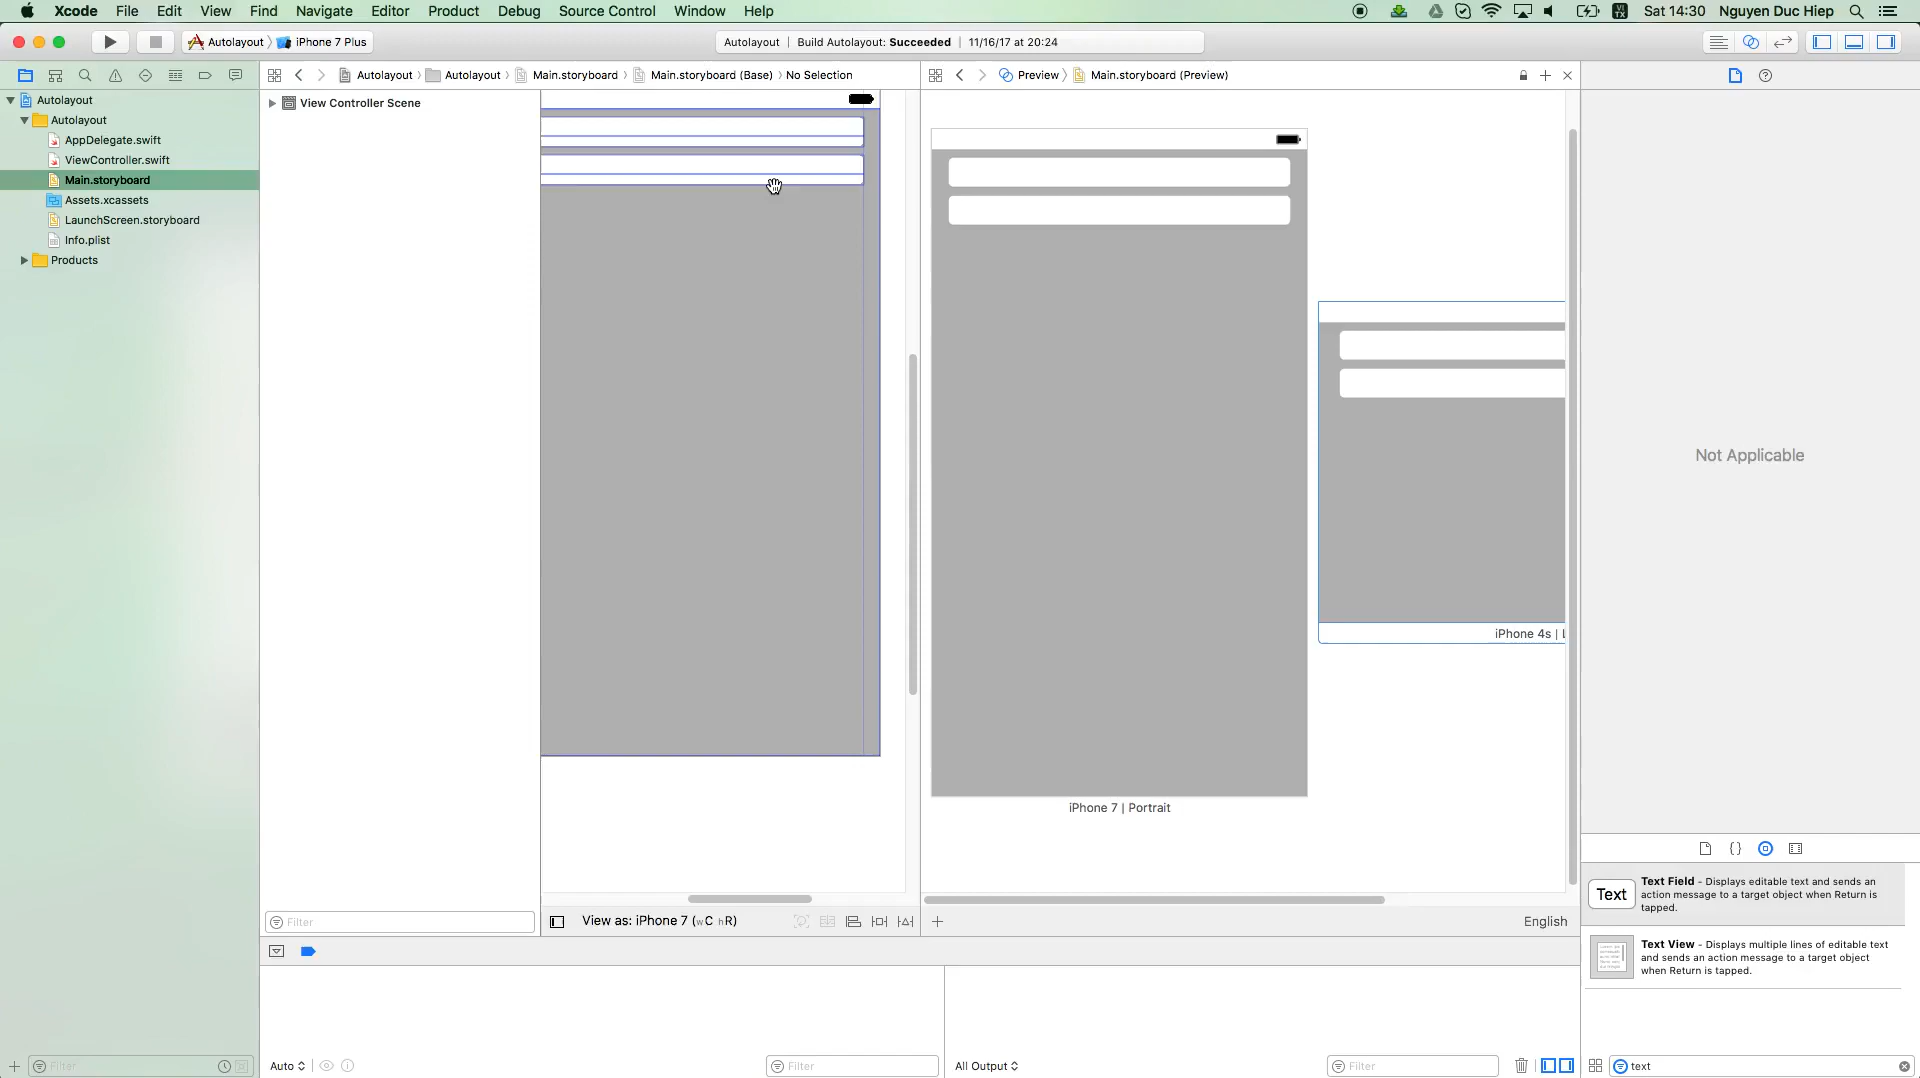 Xcode File Edit View Find Navigate Editor Product Debug Source Control Window Help
VI TX Sat 14:30 Nguyen Duc Hiep
Autolayout iPhone 7 Plus
Autolayout | Build Autolayout: Succeeded | 11/16/17 at 20:24
Autolayout Autolayout Main.storyboard Main.storyboard (Base) No Selection
Preview Main.storyboard (Preview)
Autolayout
View Controller Scene
Autolayout
AppDelegate.swift
ViewController.swift
Main.storyboard
Assets.xcassets
LaunchScreen.storyboard
Info.plist
Products
Not Applicable
iPhone 4s | L
iPhone 7 | Portrait
Text
Text Field - Displays editable text and sends an
action message to a target object when Return is
tapped.
Filter
View as: iPhone 7 (wC hR)
English
Text View - Displays multiple lines of editable text
and sends an action message to a target object
when Return is tapped.
Filter
Auto
Filter
All Output
Filter
text